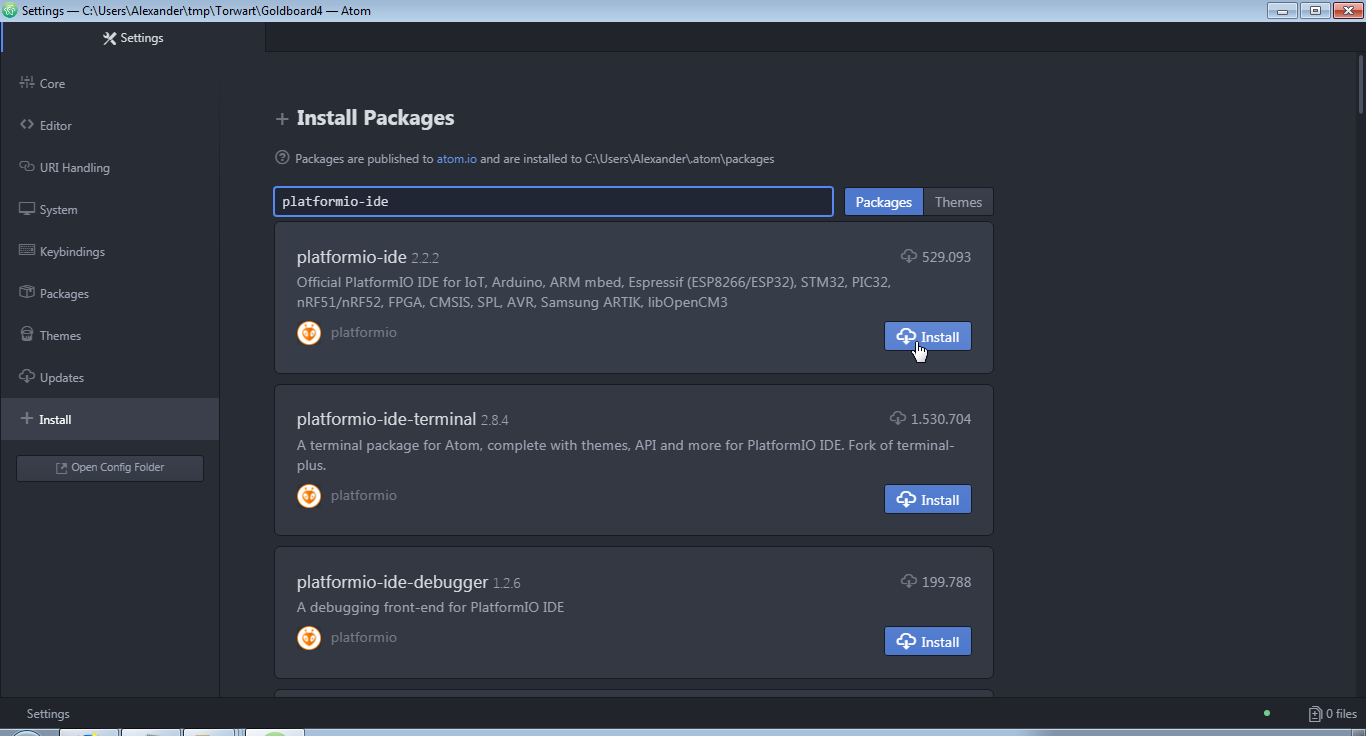 Settings — C:\Users\Alexander\tmp\Torwart\Goldboard4 — Atom
Settings
Core
Editor
URI Handling
System
Keybindings
Packages
Themes
Updates
Install
Open Config Folder
Install Packages
Packages are published to atom.io and are installed to C:\Users\Alexander\.atom\packages
platformio-ide
Packages Themes
platformio-ide 2.2.2 529.093
Official PlatformIO IDE for IoT, Arduino, ARM mbed, Espressif (ESP8266/ESP32), STM32, PIC32,
nRF51/nRF52, FPGA, CMSIS, SPL, AVR, Samsung ARTIK, libOpenCM3
platformio
Install
platformio-ide-terminal 2.8.4 1.530.704
A terminal package for Atom, complete with themes, API and more for PlatformIO IDE. Fork of terminal-
plus.
platformio
Install
platformio-ide-debugger 1.2.6 199.788
A debugging front-end for PlatformIO IDE
platformio
Install
Settings
0 files